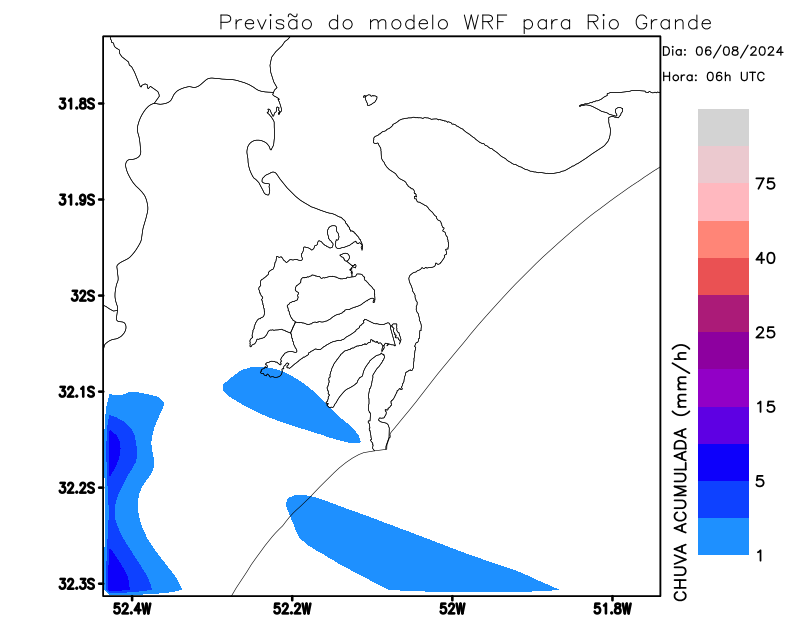 Previsão do modelo WRF para Rio Grande
Dia: 06/08/2024
Hora: 06h UTC
31.8S
31.9S
32S
32.1S
32.2S
32.3S
52.4W
52.2W
52W
51.8W
75
40
25
15
5
1
CHUVA ACUMULADA (mm/h)